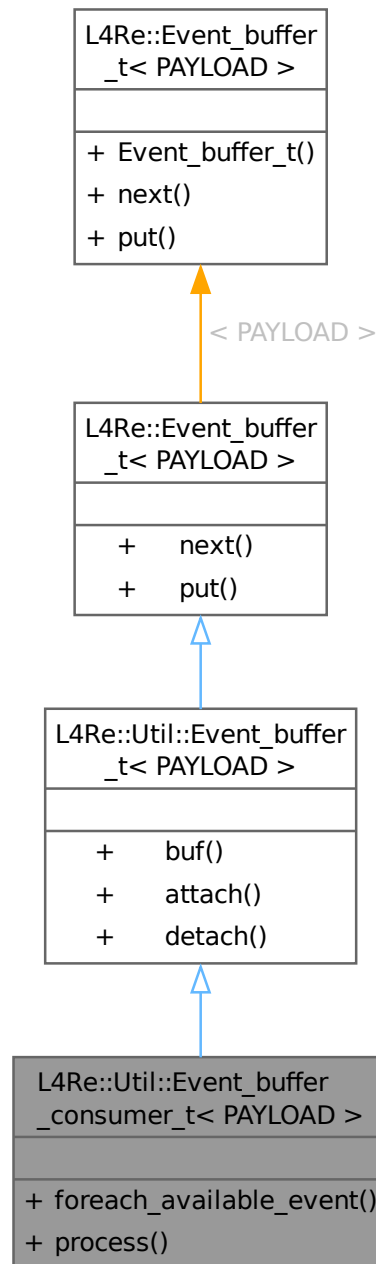 L4Re::Event_buffer
_t< PAYLOAD >
+ Event_buffer_t()
+ next()
+ put()
< PAYLOAD >
L4Re::Event_buffer
_t< PAYLOAD >
+ next()
+ put()
L4Re::Util::Event_buffer
_t< PAYLOAD >
+ buf()
+ attach()
+ detach()
L4Re::Util::Event_buffer
_consumer_t< PAYLOAD >
+ foreach_available_event()
+ process()